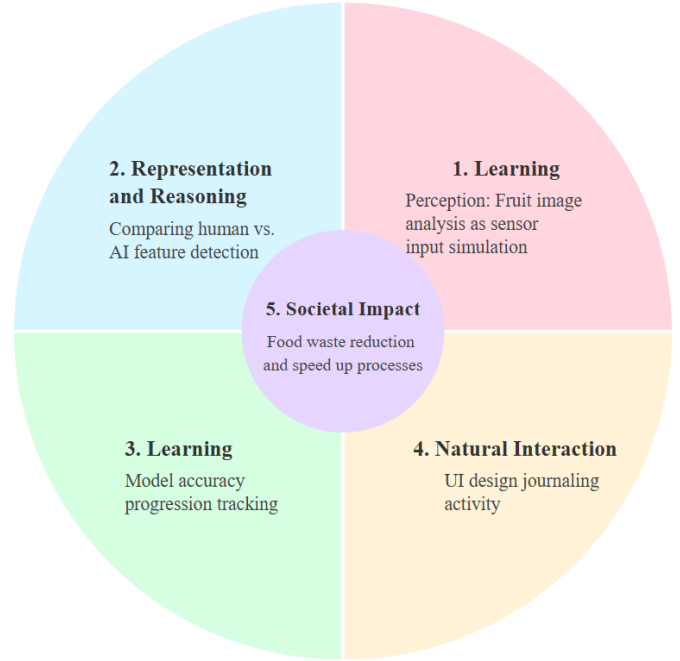 1. Learning
Perception: Fruit image
analysis as sensor
input simulation
2. Representation
and Reasoning
Comparing human vs.
AI feature detection
3. Learning
Model accuracy
progression tracking
4. Natural Interaction
UI design journaling
activity
5. Societal Impact
Food waste reduction
and speed up processes